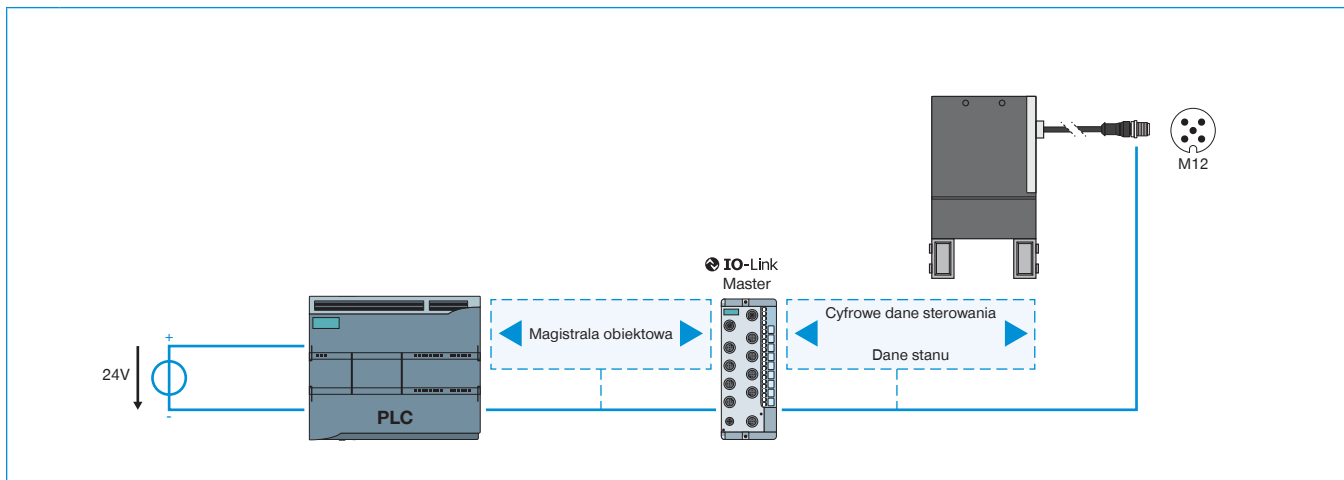 M12
IO-Link
Master
Magistrala obiektowa
Cyfrowe dane sterowania
Dane stanu
+
24V
-
PLC